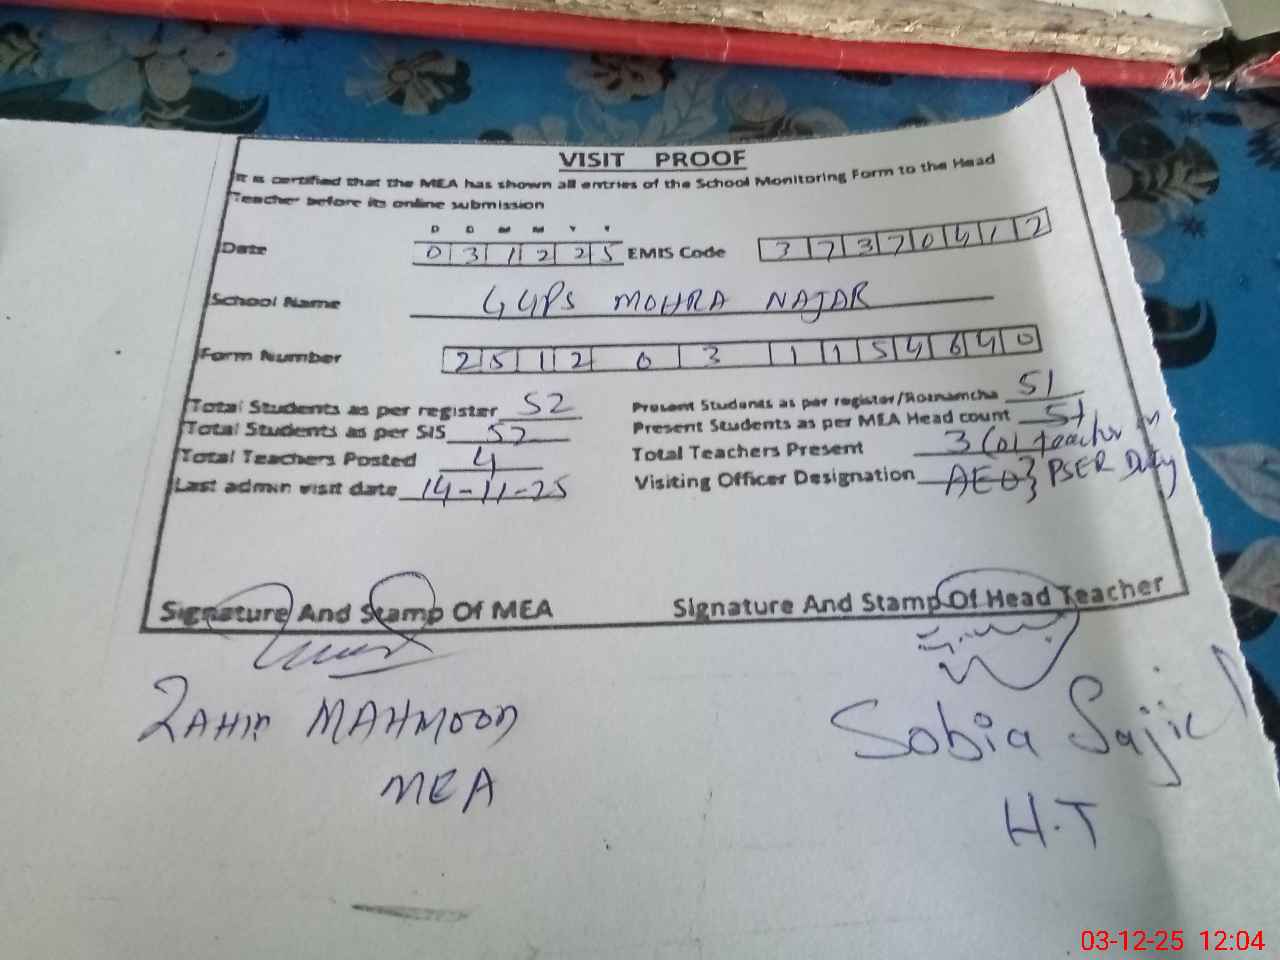 VISIT PROOF
It is certified that the MEA has shown all entries of the School Monitoring Form to the Head
Teacher before its online submission
D D M M Y Y
Date 0 3 1 2 2 5 EMIS Code 3 7 3 7 0 4 1 2
School Name GGPS MOHRA NAJAR
Form Number 2 5 1 2 0 3 1 1 5 4 6 4 0
Total Students as per register 52 Present Students as per register/Roznamcha 51
Total Students as per SIS 52 Present Students as per MEA Head count 51
Total Teachers Posted 4 Total Teachers Present 3 (01 teacher on
Last admin visit date 14-11-25 Visiting Officer Designation AEO } PSER Duty
Signature And Stamp Of MEA Signature And Stamp Of Head Teacher
ZAHID MAHMOOD Sobia Sajid
MEA H.T
03-12-25 12:04